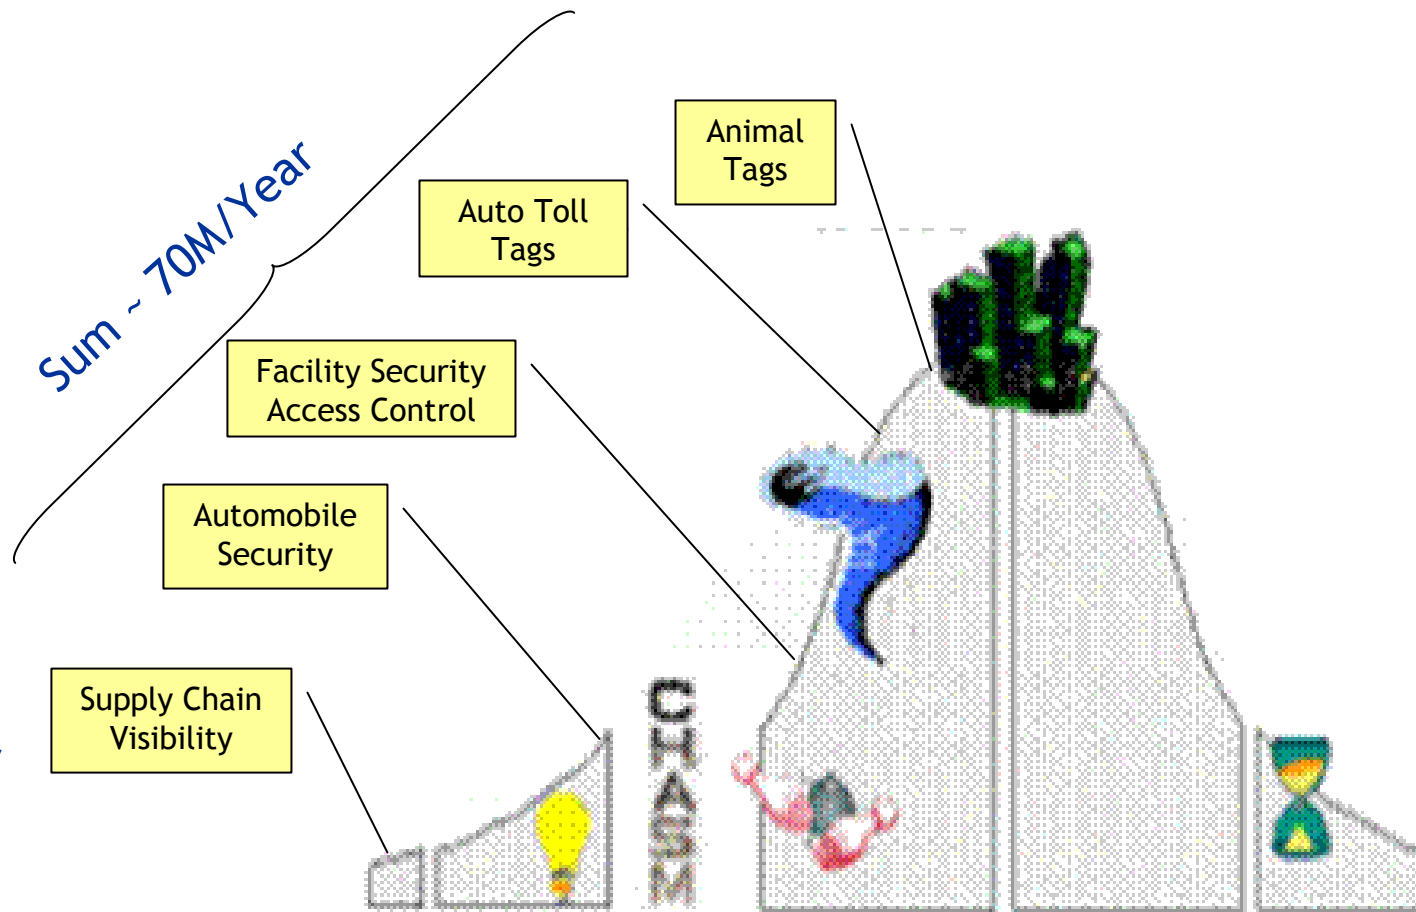 Sum ~ 70M/Year
Animal
Tags
Auto Toll
Tags
Facility Security
Access Control
Automobile
Security
Supply Chain
Visibility
CHASM